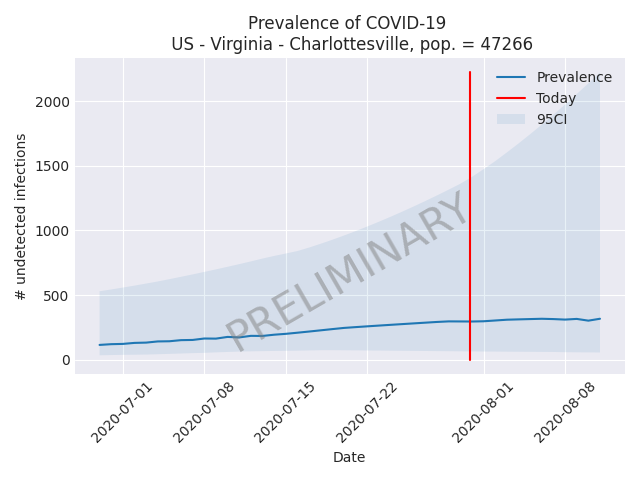 Prevalence of COVID-19
US - Virginia - Charlottesville, pop. = 47266
# undetected infections
2000
1500
1000
500
0
Prevalence
Today
95CI
PRELIMINARY
2020-07-01
2020-07-08
2020-07-15
2020-07-22
2020-08-01
2020-08-08
Date